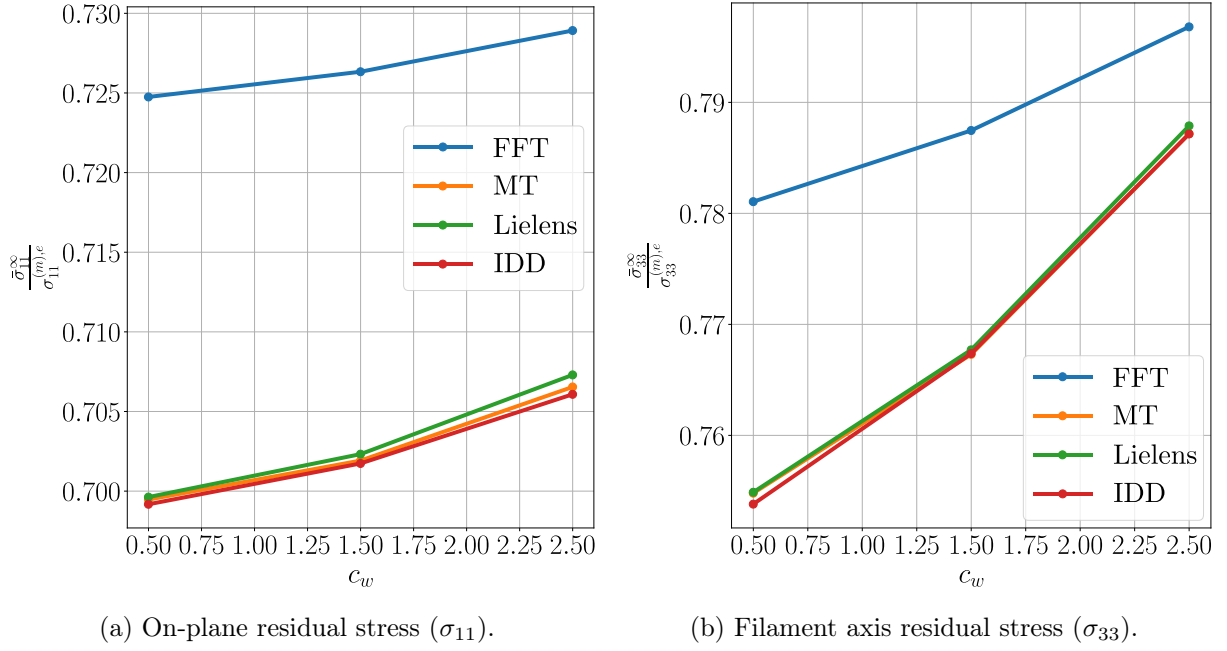 0.730
0.725
0.720
0.715
0.710
0.705
0.700
σ̄₁₁^∞ / σ₁₁^(m),e
FFT
MT
Lielens
IDD
0.50 0.75 1.00 1.25 1.50 1.75 2.00 2.25 2.50
c_w
(a) On-plane residual stress (σ₁₁).
0.79
0.78
0.77
0.76
σ̄₃₃^∞ / σ₃₃^(m),e
FFT
MT
Lielens
IDD
0.50 0.75 1.00 1.25 1.50 1.75 2.00 2.25 2.50
c_w
(b) Filament axis residual stress (σ₃₃).